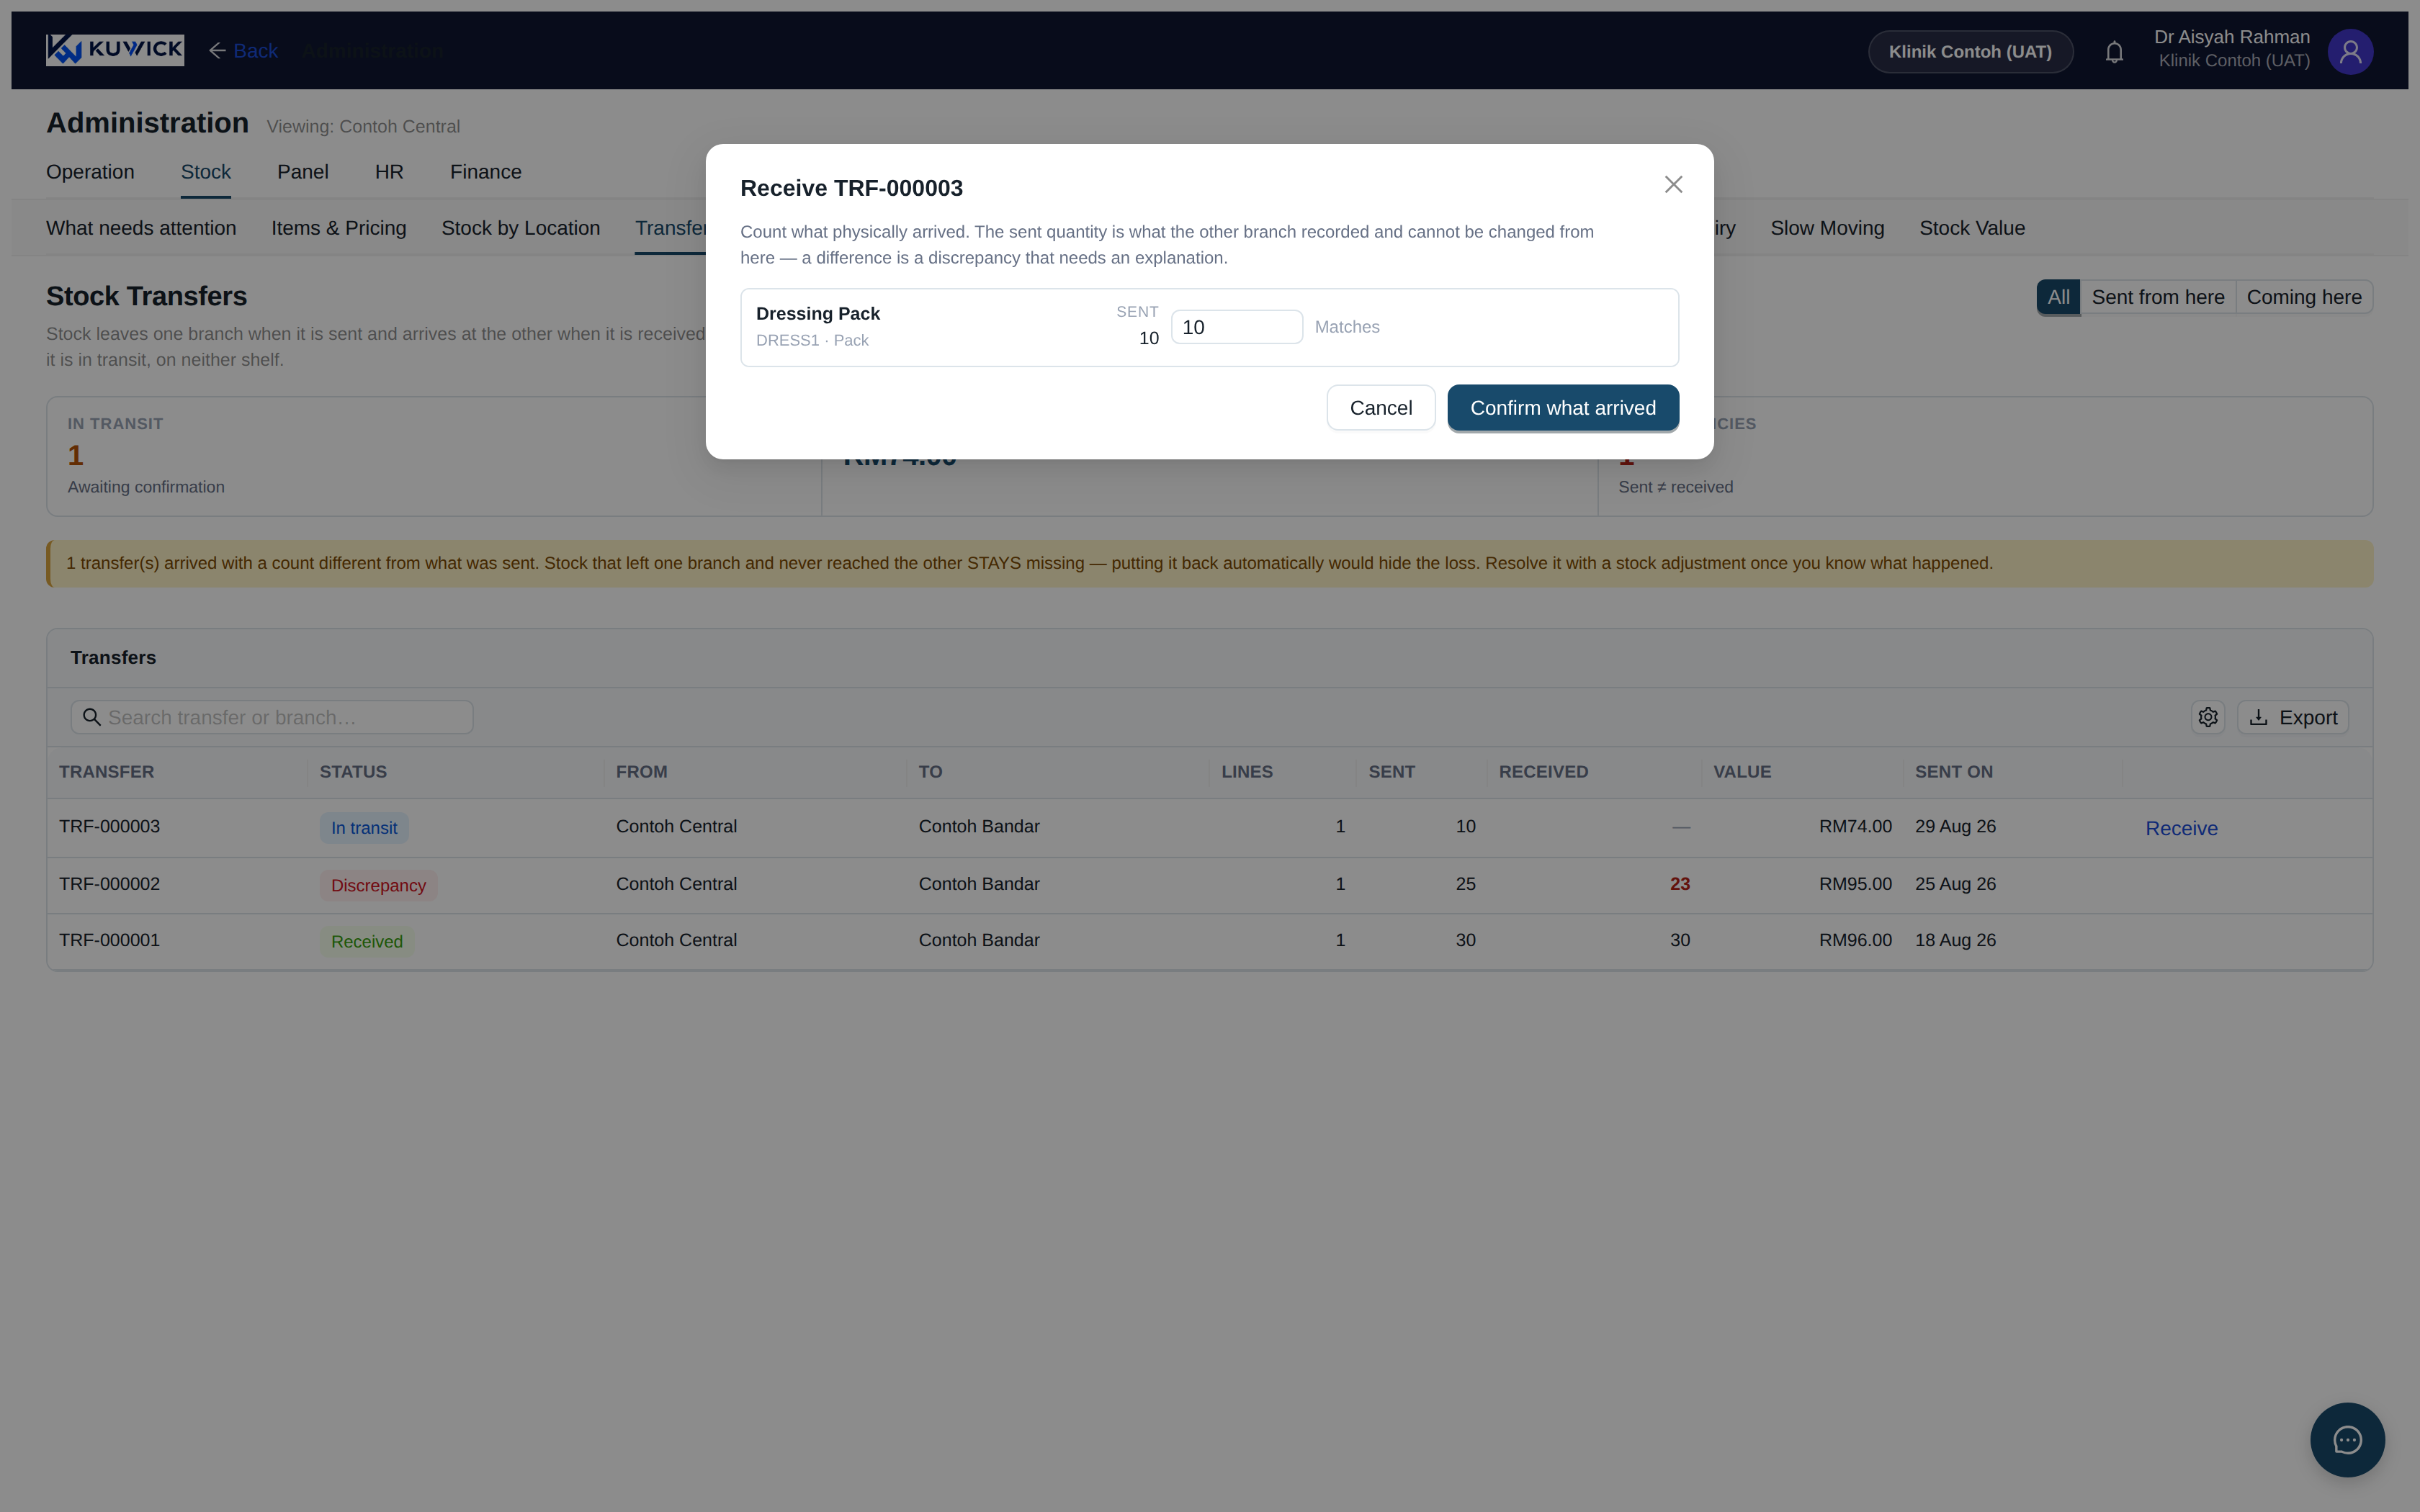 KUWICK
Back
Administration
Klinik Contoh (UAT)
Dr Aisyah Rahman
Klinik Contoh (UAT)
Administration
Viewing: Contoh Central
Operation
Stock
Panel
HR
Finance
What needs attention
Items & Pricing
Stock by Location
Slow Moving
Stock Value
Receive TRF-000003
Count what physically arrived. The sent quantity is what the other branch recorded and cannot be changed from
here — a difference is a discrepancy that needs an explanation.
Dressing Pack
DRESS1 · Pack
SENT
10
10
Matches
Cancel
Confirm what arrived
Stock Transfers
Stock leaves one branch when it is sent and arrives at the other when it is received
it is in transit, on neither shelf.
All
Sent from here
Coming here
IN TRANSIT
1
Awaiting confirmation
RM74.00
1
Sent ≠ received
1 transfer(s) arrived with a count different from what was sent. Stock that left one branch and never reached the other STAYS missing — putting it back automatically would hide the loss. Resolve it with a stock adjustment once you know what happened.
Transfers
Search transfer or branch…
Export
TRANSFER STATUS FROM TO LINES SENT RECEIVED VALUE SENT ON
TRF-000003 In transit Contoh Central Contoh Bandar 1 10 — RM74.00 29 Aug 26 Receive
TRF-000002 Discrepancy Contoh Central Contoh Bandar 1 25 23 RM95.00 25 Aug 26
TRF-000001 Received Contoh Central Contoh Bandar 1 30 30 RM96.00 18 Aug 26